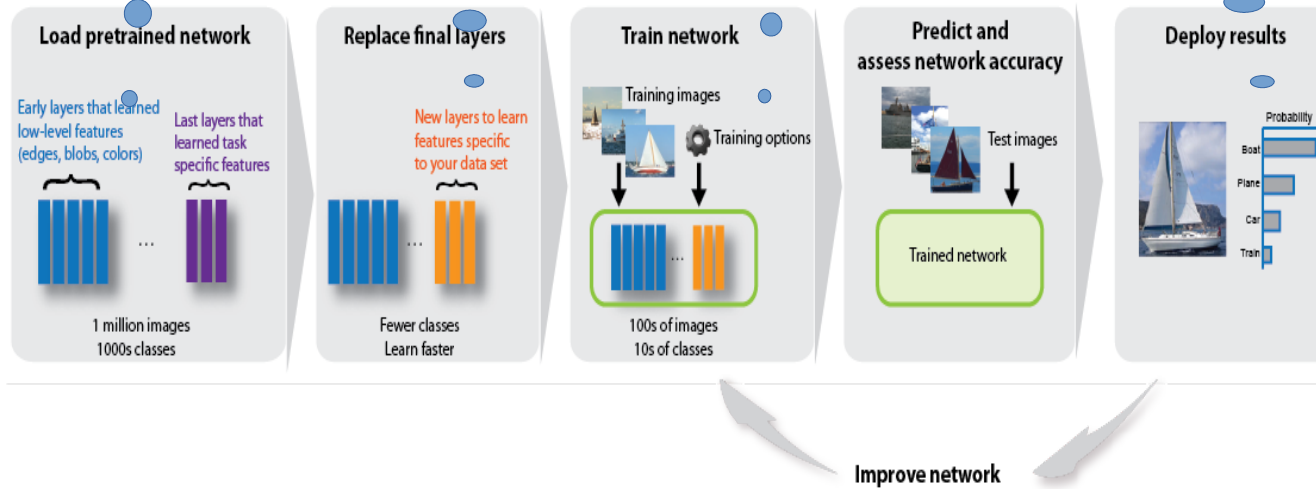 Load pretrained network
Early layers that learned
low-level features
(edges, blobs, colors)
Last layers that
learned task
specific features
...
1 million images
1000s classes
Replace final layers
New layers to learn
features specific
to your data set
...
Fewer classes
Learn faster
Train network
Training images
Training options
...
100s of images
10s of classes
Predict and
assess network accuracy
Test images
Trained network
Deploy results
Probability
Boat
Plane
Car
Train
Improve network